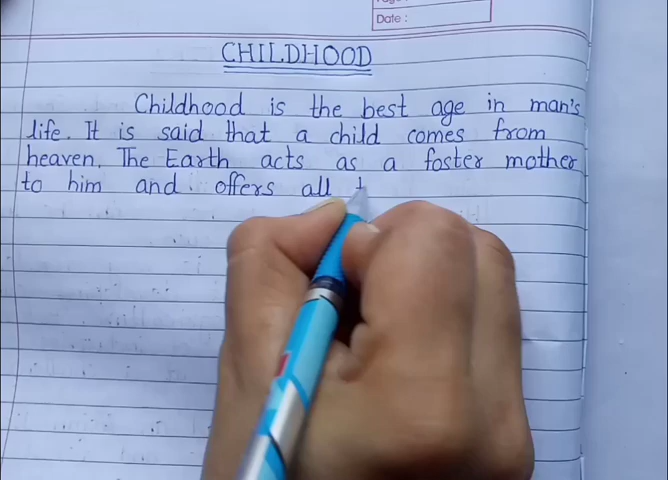 Date :
CHILDHOOD
Childhood is the best age in man's
life. It is said that a child comes from
heaven. The Earth acts as a foster mother
to him and offers all